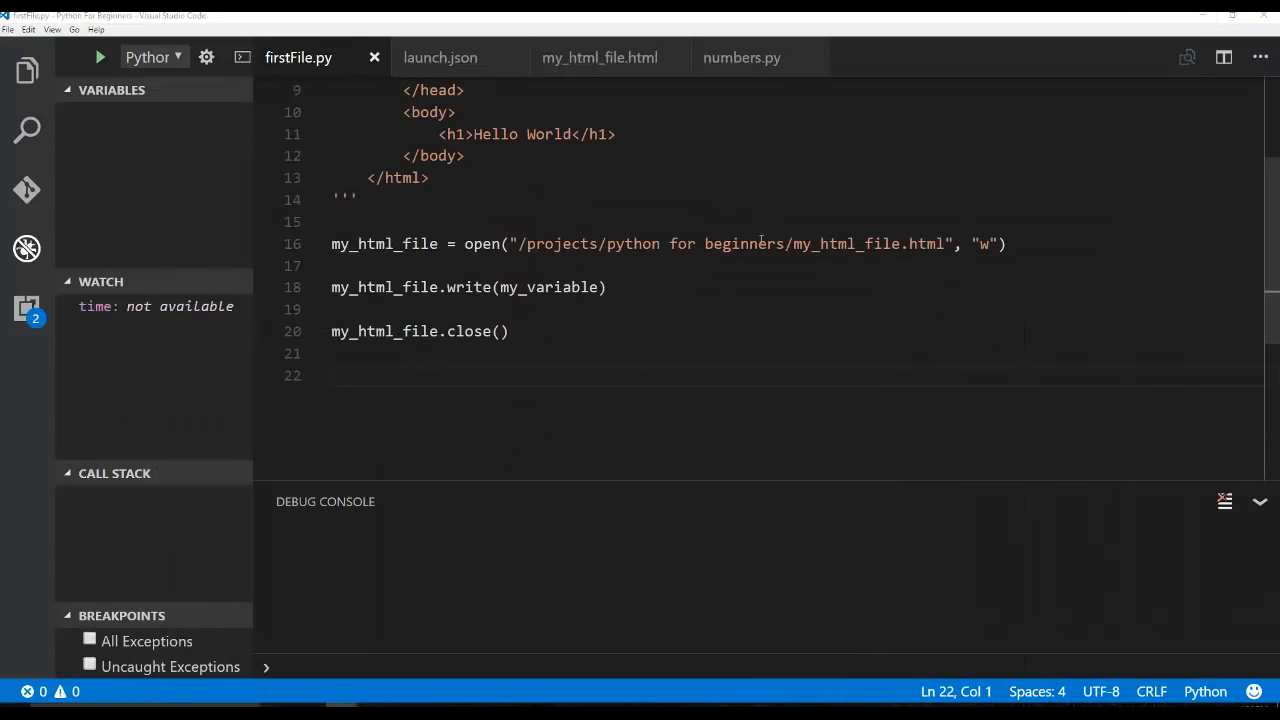 firstFile.py - Python For Beginners - Visual Studio Code
File Edit View Go Help
Python firstFile.py launch.json my_html_file.html numbers.py
VARIABLES
WATCH
time: not available
CALL STACK
BREAKPOINTS
All Exceptions
Uncaught Exceptions
2
9 </head>
10 <body>
11 <h1>Hello World</h1>
12 </body>
13 </html>
14 '''
15
16 my_html_file = open("/projects/python for beginners/my_html_file.html", "w")
17
18 my_html_file.write(my_variable)
19
20 my_html_file.close()
21
22
DEBUG CONSOLE
0 0 Ln 22, Col 1 Spaces: 4 UTF-8 CRLF Python